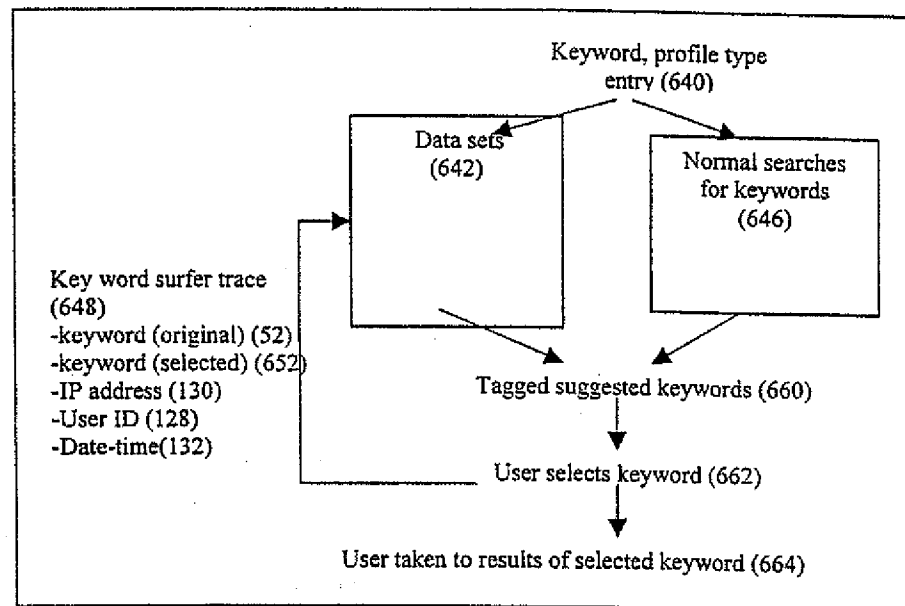 Keyword, profile type
entry (640)
Data sets
(642)
Normal searches
for keywords
(646)
Key word surfer trace
(648)
-keyword (original) (52)
-keyword (selected) (652)
-IP address (130)
-User ID (128)
-Date-time(132)
Tagged suggested keywords (660)
User selects keyword (662)
User taken to results of selected keyword (664)